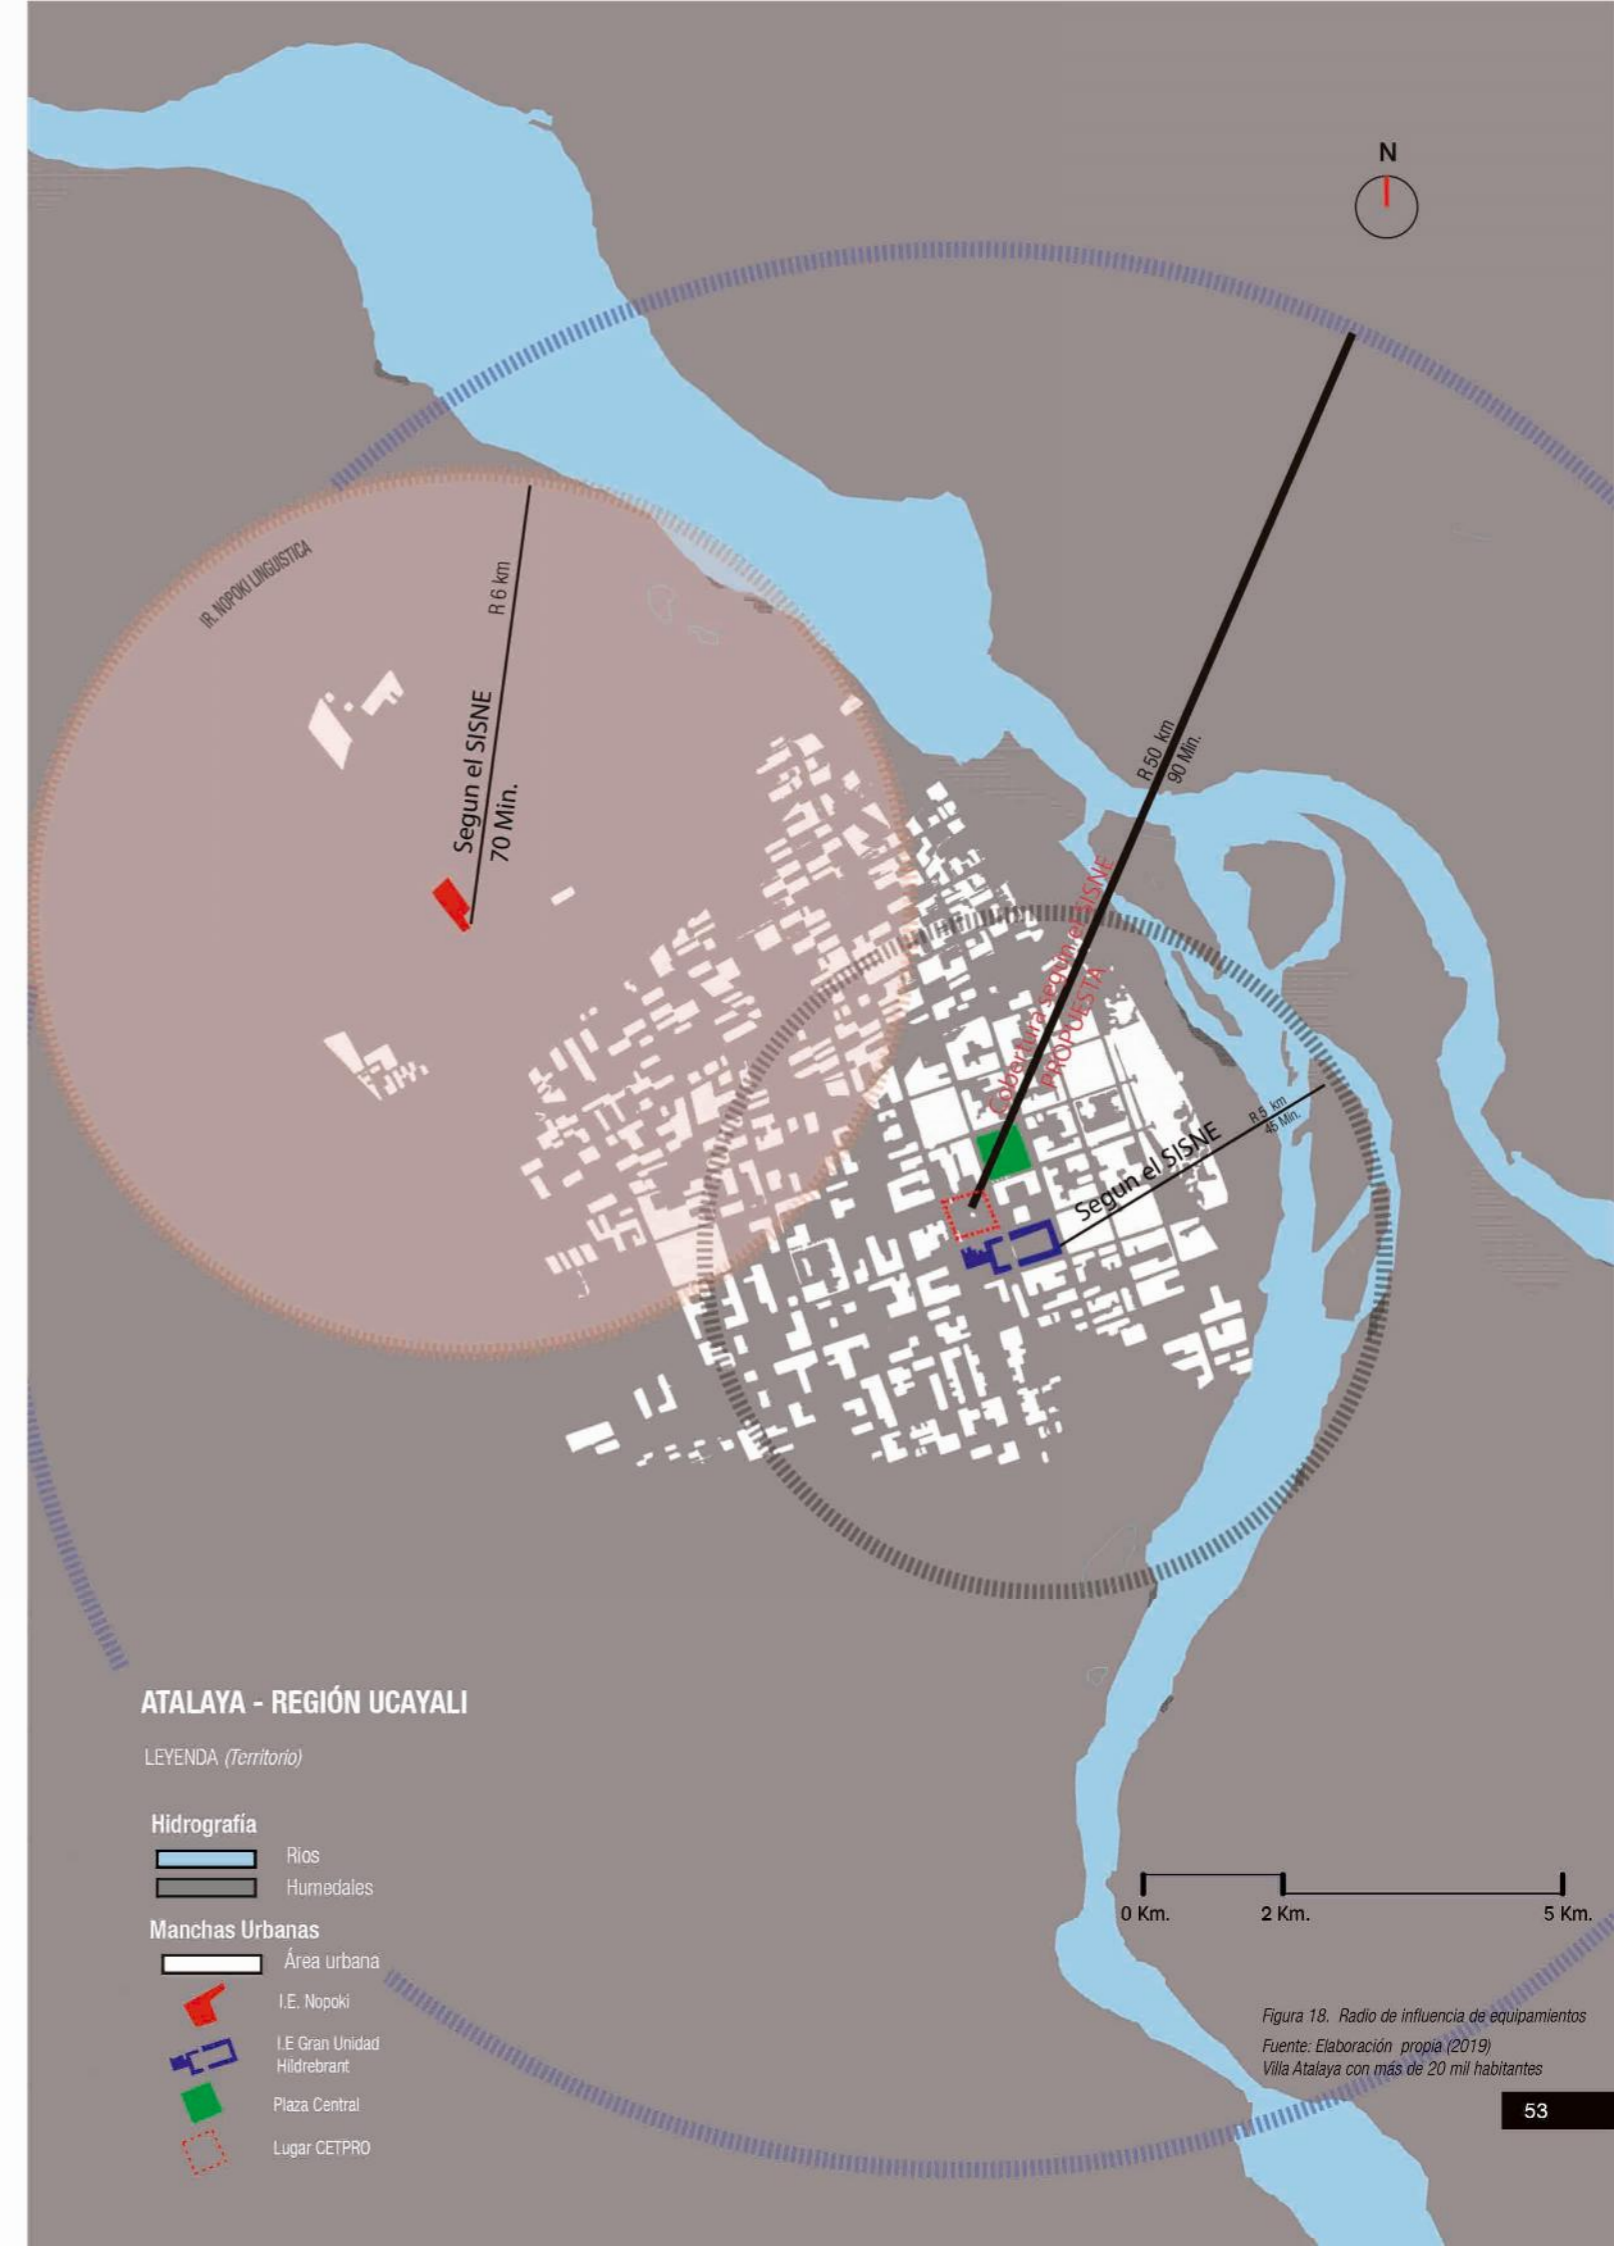 N
IR. NOPOKI LINGUISTICA
R 6 km
Segun el SISNE
70 Min.
R 50 km
90 Min.
Cobertura segun el SISNE
PROPUESTA
R 5 km
45 Min.
Segun el SISNE
ATALAYA - REGIÓN UCAYALI
LEYENDA (Territorio)
Hidrografía
Rios
Humedales
Manchas Urbanas
Área urbana
I.E. Nopoki
I.E Gran Unidad
Hildrebrant
Plaza Central
Lugar CETPRO
0 Km. 2 Km. 5 Km.
Figura 18. Radio de influencia de equipamientos
Fuente: Elaboración propia (2019)
Villa Atalaya con más de 20 mil habitantes
53